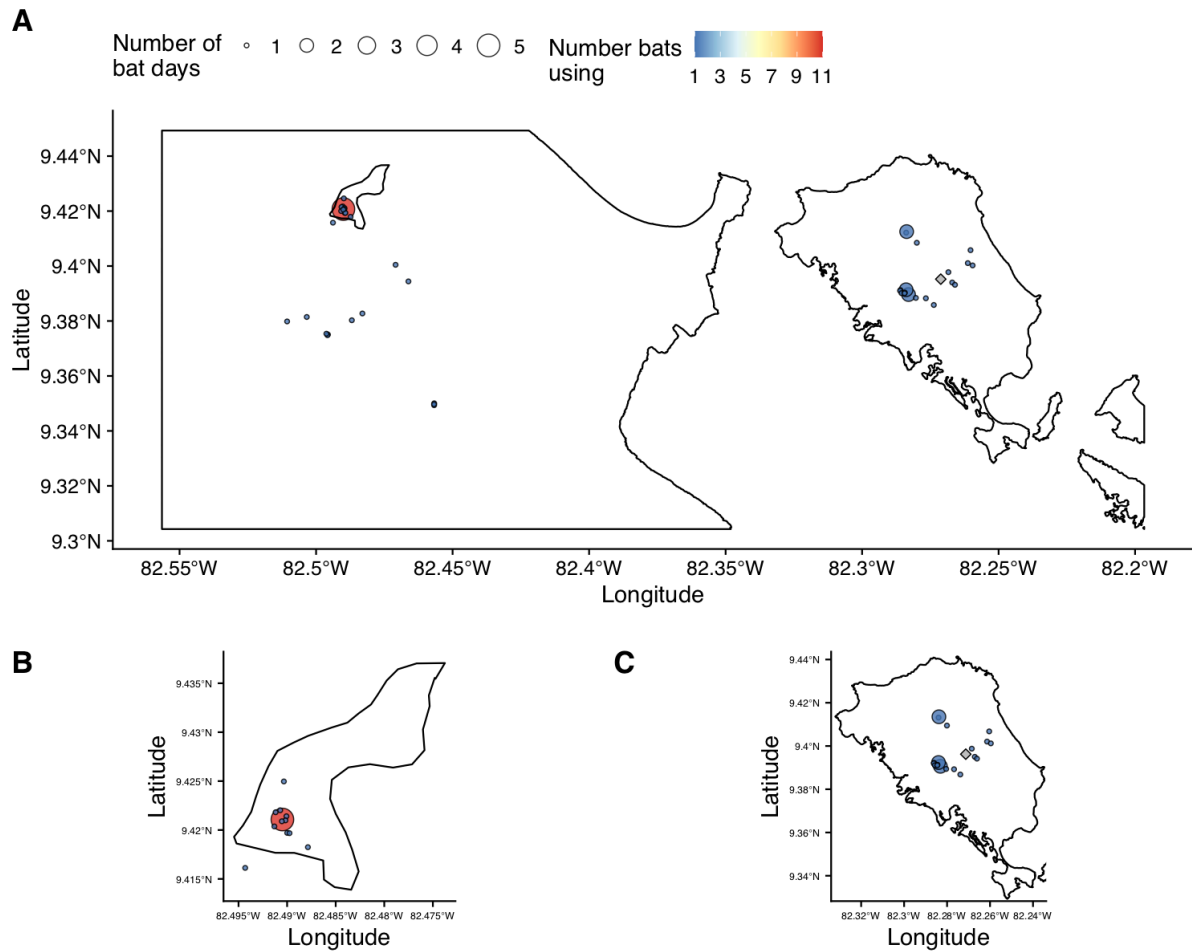 A
Number of bat days 1 2 3 4 5
Number bats using 1 3 5 7 9 11
9.44°N
9.42°N
9.4°N
9.38°N
9.36°N
9.34°N
9.32°N
9.3°N
Latitude
82.55°W 82.5°W 82.45°W 82.4°W 82.35°W 82.3°W 82.25°W 82.2°W
Longitude
B
9.435°N
9.43°N
9.425°N
9.42°N
9.415°N
Latitude
82.495°W 82.49°W 82.485°W 82.48°W 82.475°W
Longitude
C
9.44°N
9.42°N
9.4°N
9.38°N
9.36°N
9.34°N
Latitude
82.32°W 82.3°W 82.28°W 82.26°W 82.24°W
Longitude